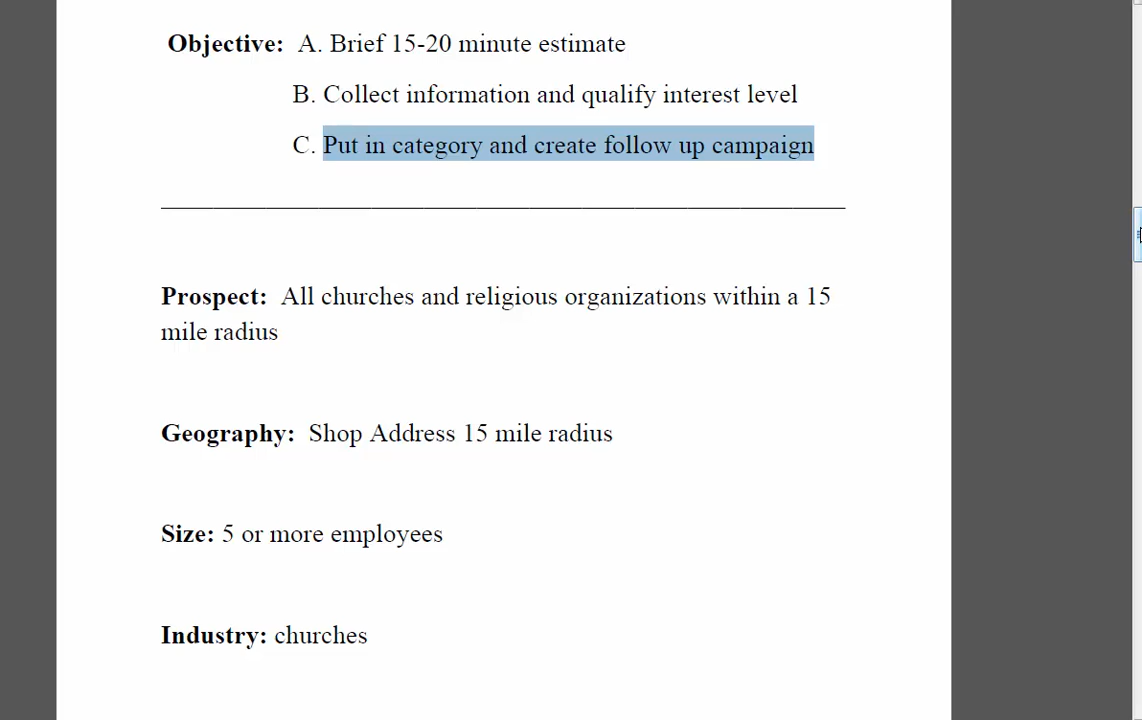 Objective: A. Brief 15-20 minute estimate
B. Collect information and qualify interest level
C. Put in category and create follow up campaign
Prospect: All churches and religious organizations within a 15
mile radius
Geography: Shop Address 15 mile radius
Size: 5 or more employees
Industry: churches